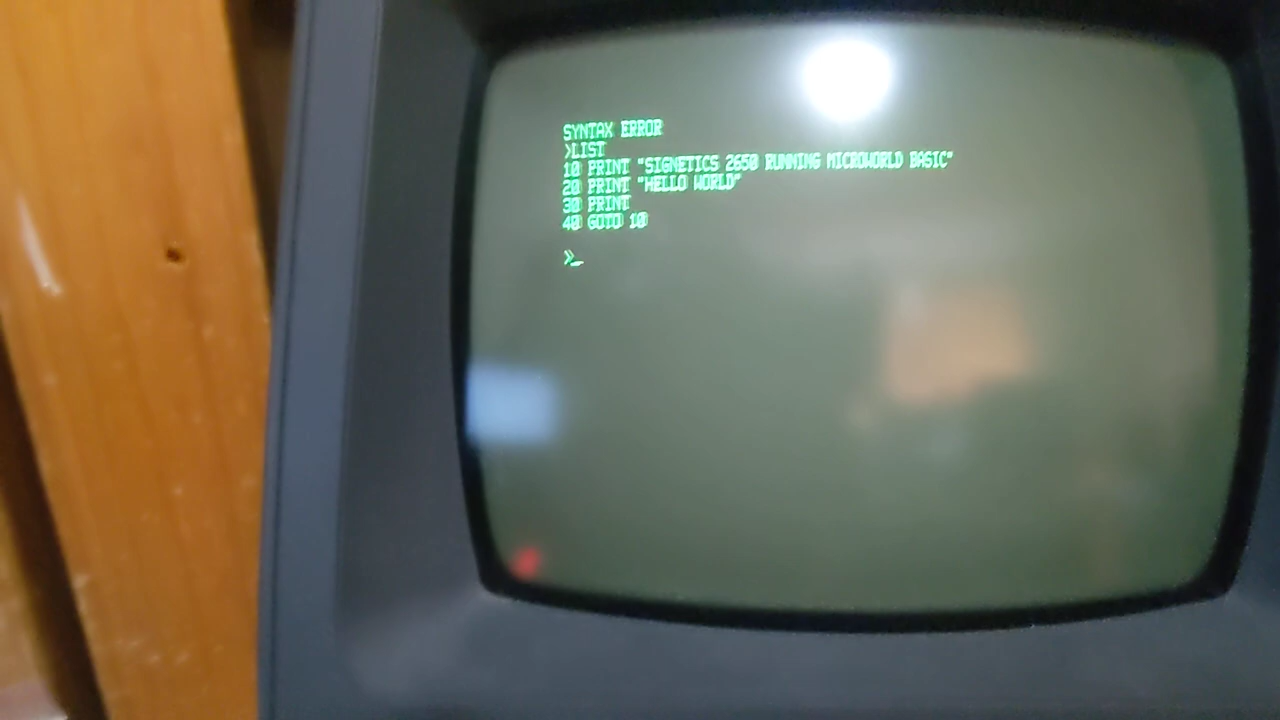 SYNTAX ERROR
>LIST
10 PRINT "SIGNETICS 2650 RUNNING MICROWORLD BASIC"
20 PRINT "HELLO WORLD"
30 PRINT
40 GOTO 10
>_